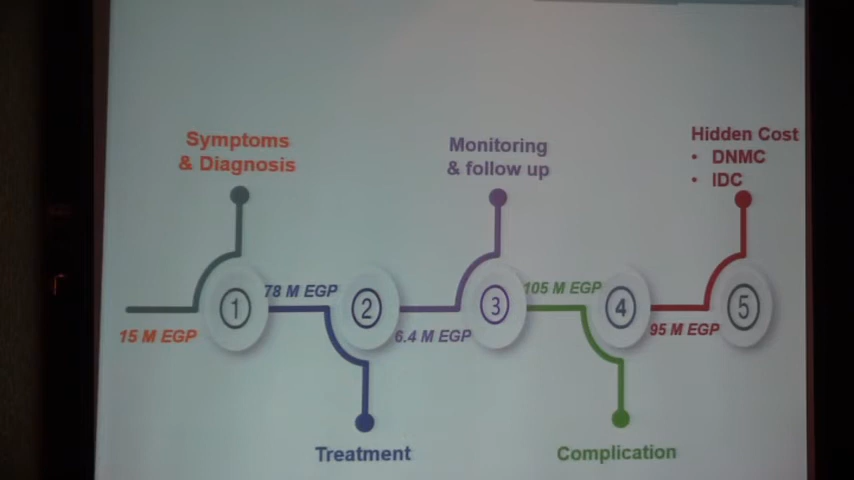 Symptoms
& Diagnosis
Monitoring
& follow up
Hidden Cost
• DNMC
• IDC
15 M EGP
1
78 M EGP
2
6.4 M EGP
3
105 M EGP
4
95 M EGP
5
Treatment
Complication